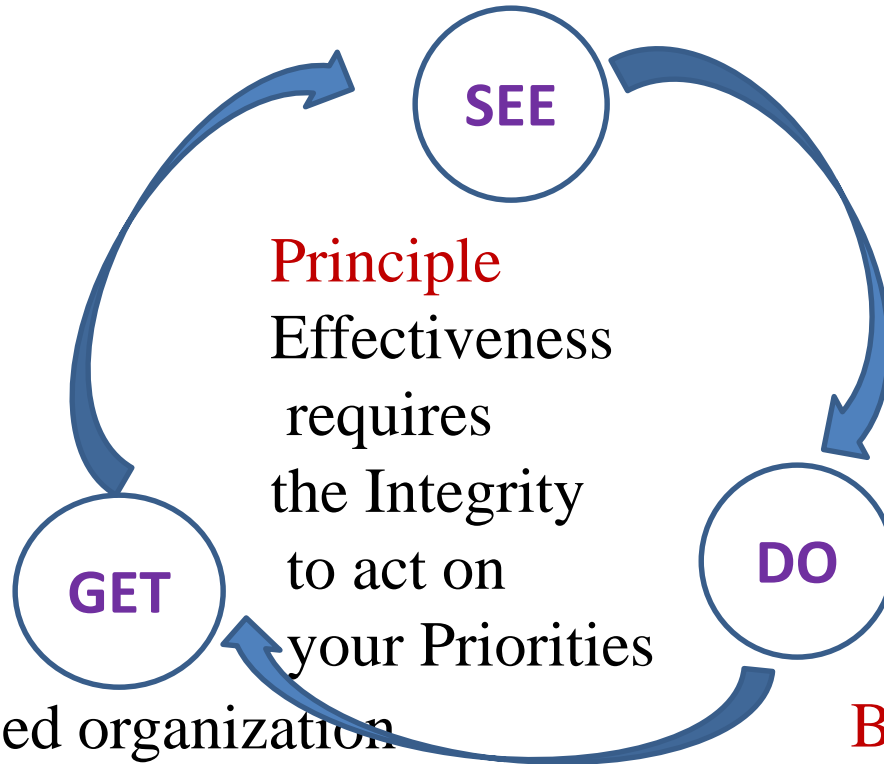 SEE
Principle
Effectiveness
requires
the Integrity
to act on
your Priorities
GET
DO
ed organization
B